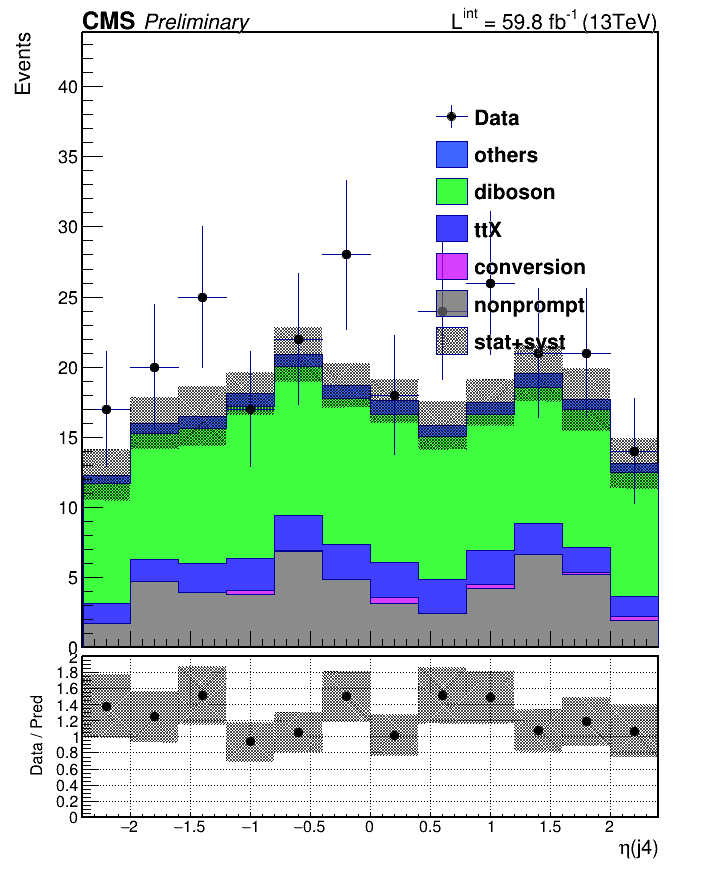 CMS Preliminary
L^int = 59.8 fb^-1 (13TeV)
Events
40
35
30
25
20
15
10
5
0
Data
others
diboson
ttX
conversion
nonprompt
stat+syst
Data / Pred
2
1.8
1.6
1.4
1.2
1
0.8
0.6
0.4
0.2
0
−2
−1.5
−1
−0.5
0
0.5
1
1.5
2
η(j4)